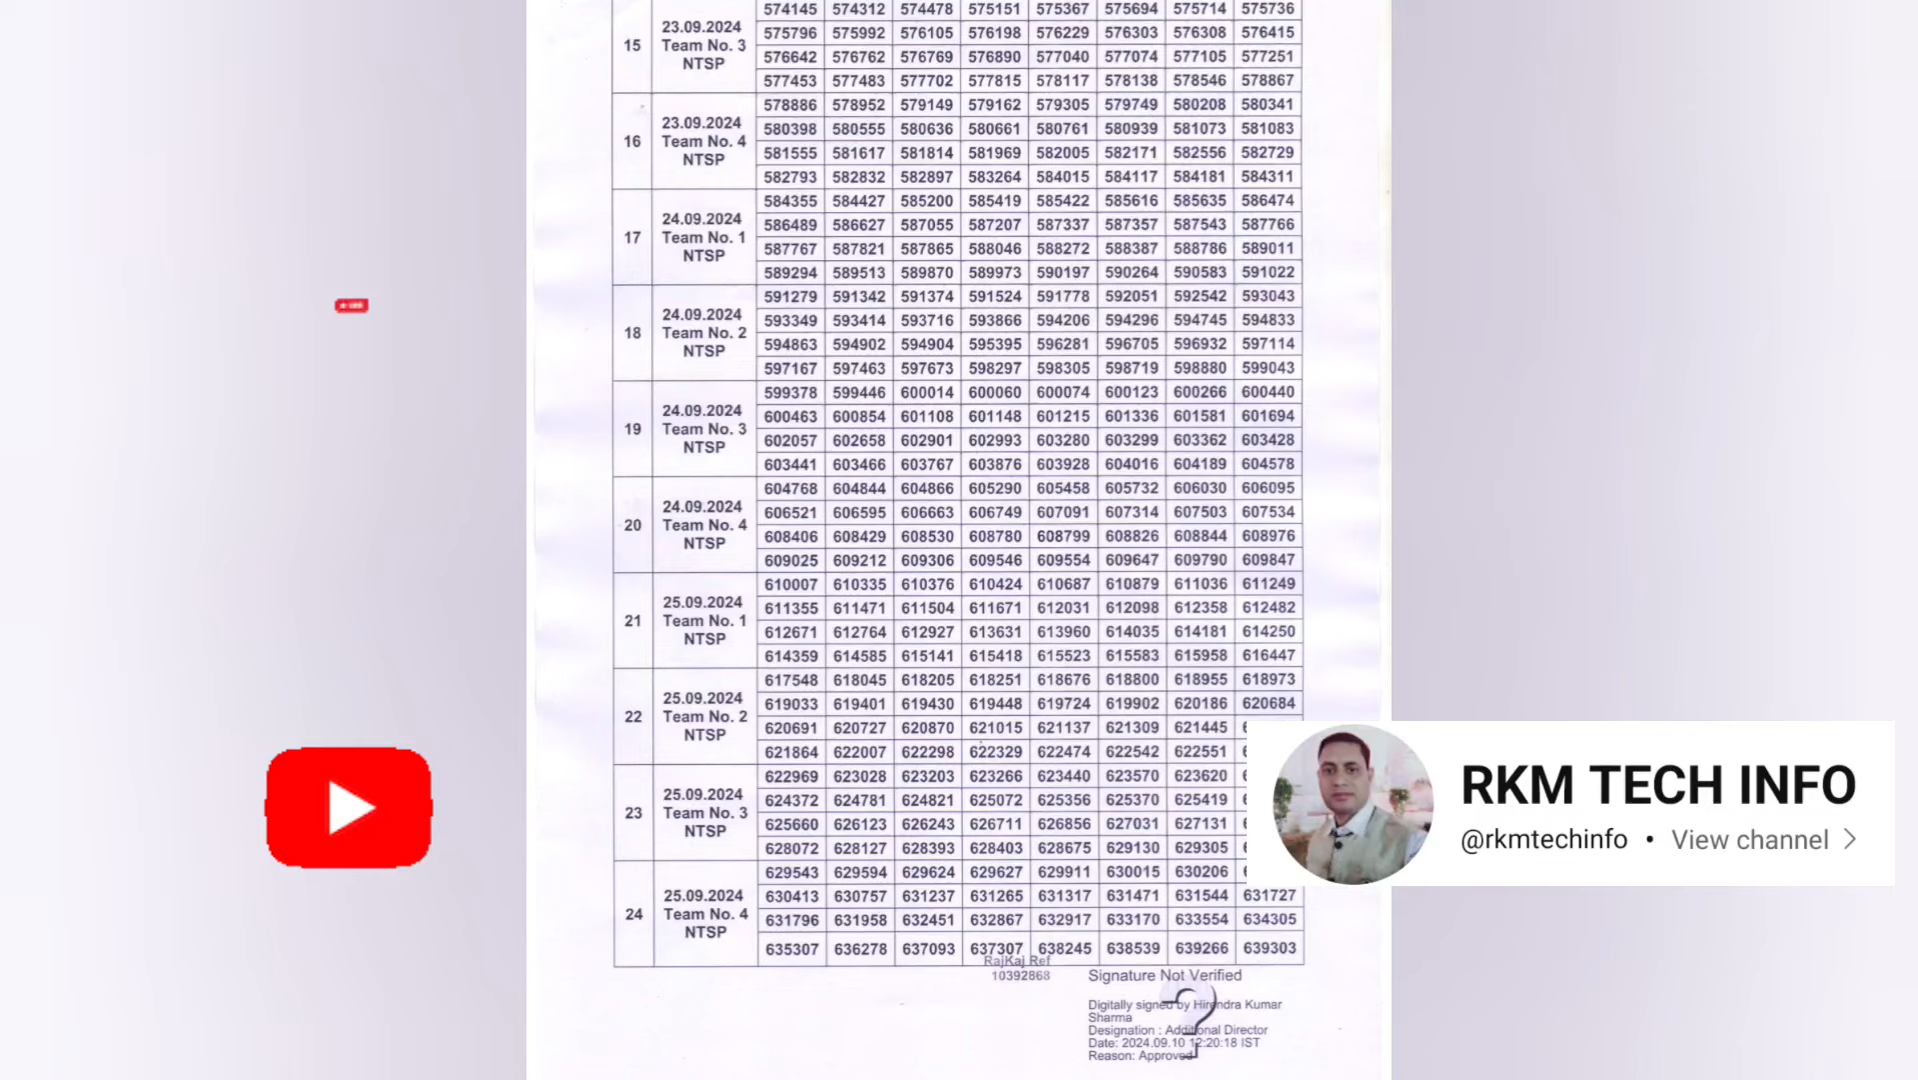 574145 574312 574478 575151 575367 575694 575714 575736
15 23.09.2024 Team No. 3 NTSP
575796 575992 576105 576198 576229 576303 576308 576415
576642 576762 576769 576890 577040 577074 577105 577251
577453 577483 577702 577815 578117 578138 578546 578867
16 23.09.2024 Team No. 4 NTSP
578886 578952 579149 579162 579305 579749 580208 580341
580398 580555 580636 580661 580761 580939 581073 581083
581555 581617 581814 581969 582005 582171 582556 582729
582793 582832 582897 583264 584015 584117 584181 584311
17 24.09.2024 Team No. 1 NTSP
584355 584427 585200 585419 585422 585616 585635 586474
586489 586627 587055 587207 587337 587357 587543 587766
587767 587821 587865 588046 588272 588387 588786 589011
589294 589513 589870 589973 590197 590264 590583 591022
18 24.09.2024 Team No. 2 NTSP
591279 591342 591374 591524 591778 592051 592542 593043
593349 593414 593716 593866 594206 594296 594745 594833
594863 594902 594904 595395 596281 596705 596932 597114
597167 597463 597673 598297 598305 598719 598880 599043
19 24.09.2024 Team No. 3 NTSP
599378 599446 600014 600060 600074 600123 600266 600440
600463 600854 601108 601148 601215 601336 601581 601694
602057 602658 602901 602993 603280 603299 603362 603428
603441 603466 603767 603876 603928 604016 604189 604578
20 24.09.2024 Team No. 4 NTSP
604768 604844 604866 605290 605458 605732 606030 606095
606521 606595 606663 606749 607091 607314 607503 607534
608406 608429 608530 608780 608799 608826 608844 608976
609025 609212 609306 609546 609554 609647 609790 609847
21 25.09.2024 Team No. 1 NTSP
610007 610335 610376 610424 610687 610879 611036 611249
611355 611471 611504 611671 612031 612098 612358 612482
612671 612764 612927 613631 613960 614035 614181 614250
614359 614585 615141 615418 615523 615583 615958 616447
22 25.09.2024 Team No. 2 NTSP
617548 618045 618205 618251 618676 618800 618955 618973
619033 619401 619430 619448 619724 619902 620186 620684
620691 620727 620870 621015 621137 621309 621445
621864 622007 622298 622329 622474 622542 622551
23 25.09.2024 Team No. 3 NTSP
622969 623028 623203 623266 623440 623570 623620
624372 624781 624821 625072 625356 625370 625419
625660 626123 626243 626711 626856 627031 627131
628072 628127 628393 628403 628675 629130 629305
24 25.09.2024 Team No. 4 NTSP
629543 629594 629624 629627 629911 630015 630206
630413 630757 631237 631265 631317 631471 631544 631727
631796 631958 632451 632867 632917 633170 633554 634305
635307 636278 637093 637307 638245 638539 639266 639303
RajKaj Ref
10392868
Signature Not Verified
Digitally signed by Hirendra Kumar
Sharma
Designation : Additional Director
Date: 2024.09.10 12:20:18 IST
Reason: Approved
RKM TECH INFO
@rkmtechinfo • View channel >